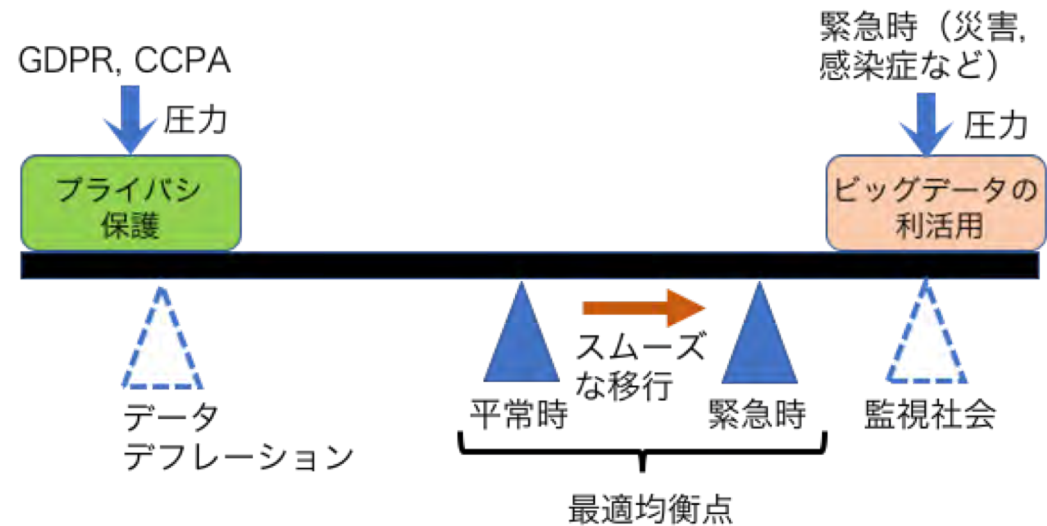 GDPR, CCPA
圧力
緊急時（災害,
感染症など）
圧力
プライバシ
保護
ビッグデータの
利活用
スムーズ
な移行
データ
デフレーション
平常時
緊急時
監視社会
最適均衡点